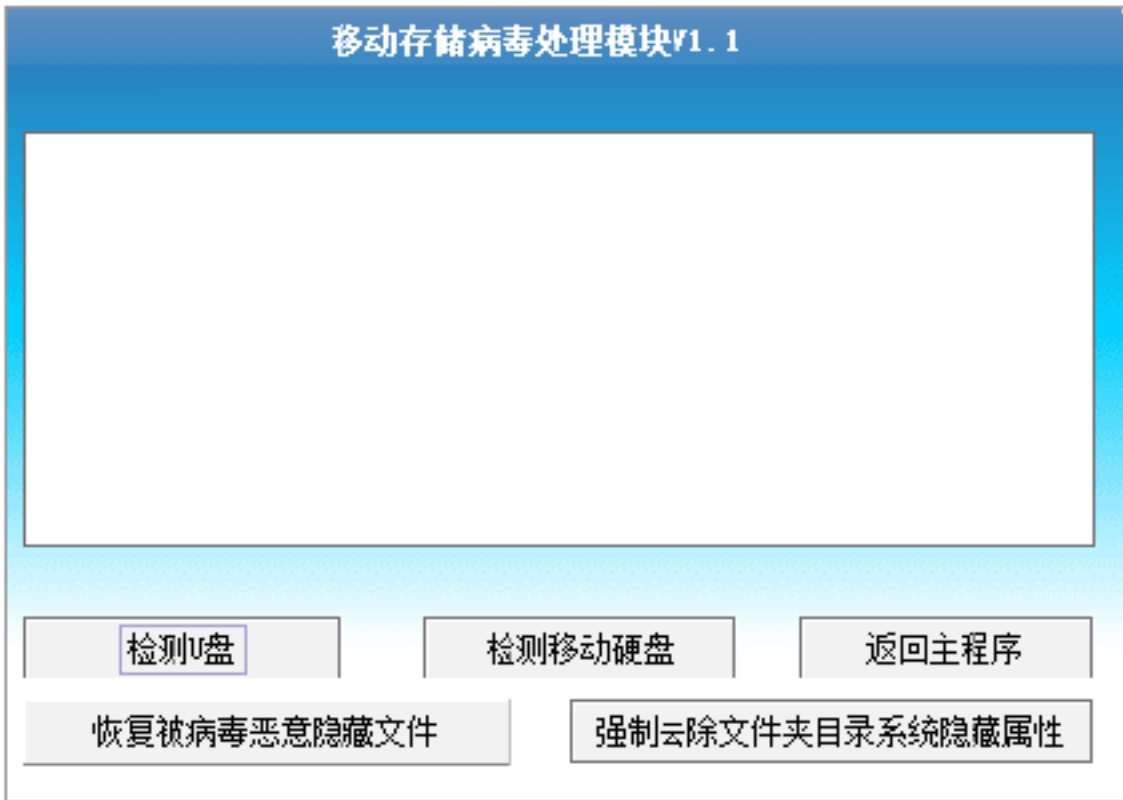 移动存储病毒处理模块V1.1
检测U盘
检测移动硬盘
返回主程序
恢复被病毒恶意隐藏文件
强制去除文件夹目录系统隐藏属性